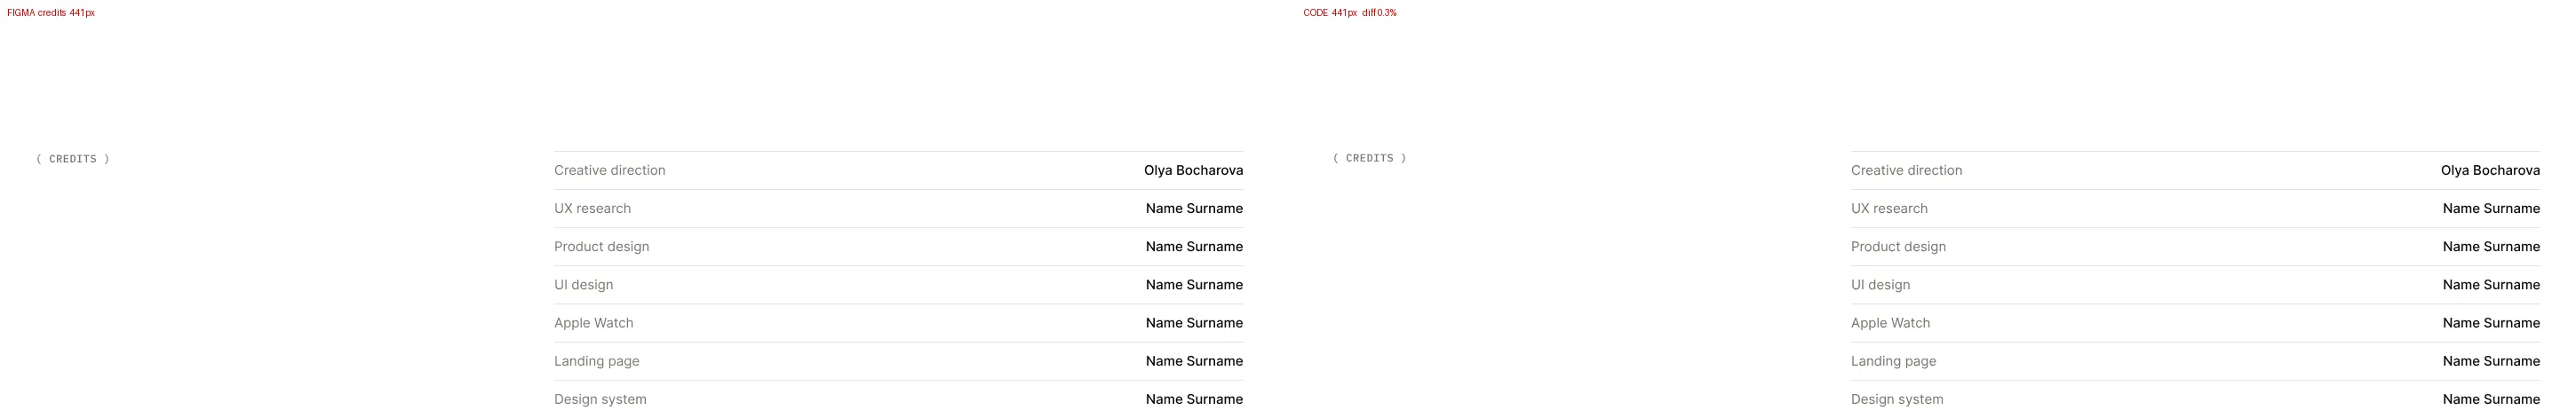 FIGMA credits 441px
( CREDITS )
Creative direction Olya Bocharova
UX research Name Surname
Product design Name Surname
UI design Name Surname
Apple Watch Name Surname
Landing page Name Surname
Design system Name Surname
CODE 441px diff 0.3%
( CREDITS )
Creative direction Olya Bocharova
UX research Name Surname
Product design Name Surname
UI design Name Surname
Apple Watch Name Surname
Landing page Name Surname
Design system Name Surname